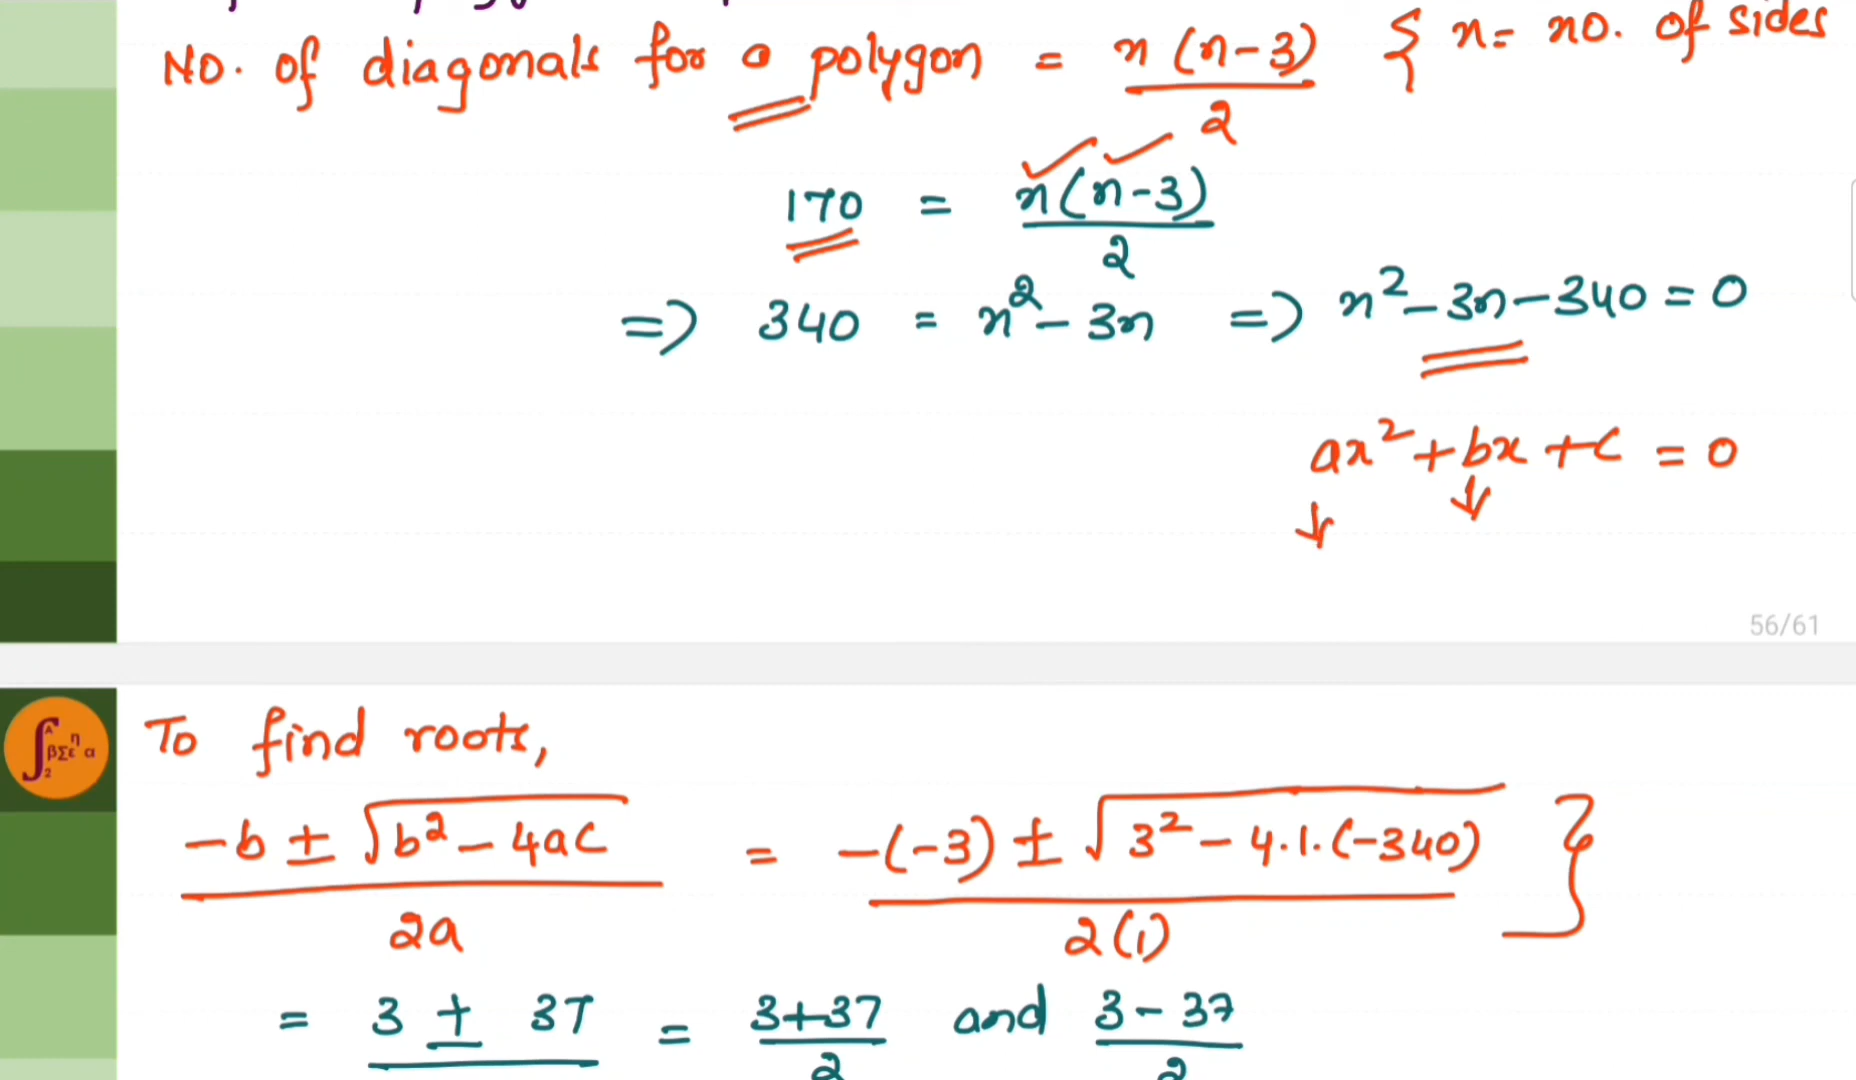 No. of diagonals for a polygon = n(n-3)/2 { n = no. of sides
170 = n(n-3)/2
=> 340 = n² - 3n => n² - 3n - 340 = 0
ax² + bx + c = 0
56/61
To find roots,
(-b ± √(b² - 4ac))/2a = (-(-3) ± √(3² - 4.1.(-340)))/2(1) }
= 3 ± 37 = (3+37)/2 and (3-37)/2